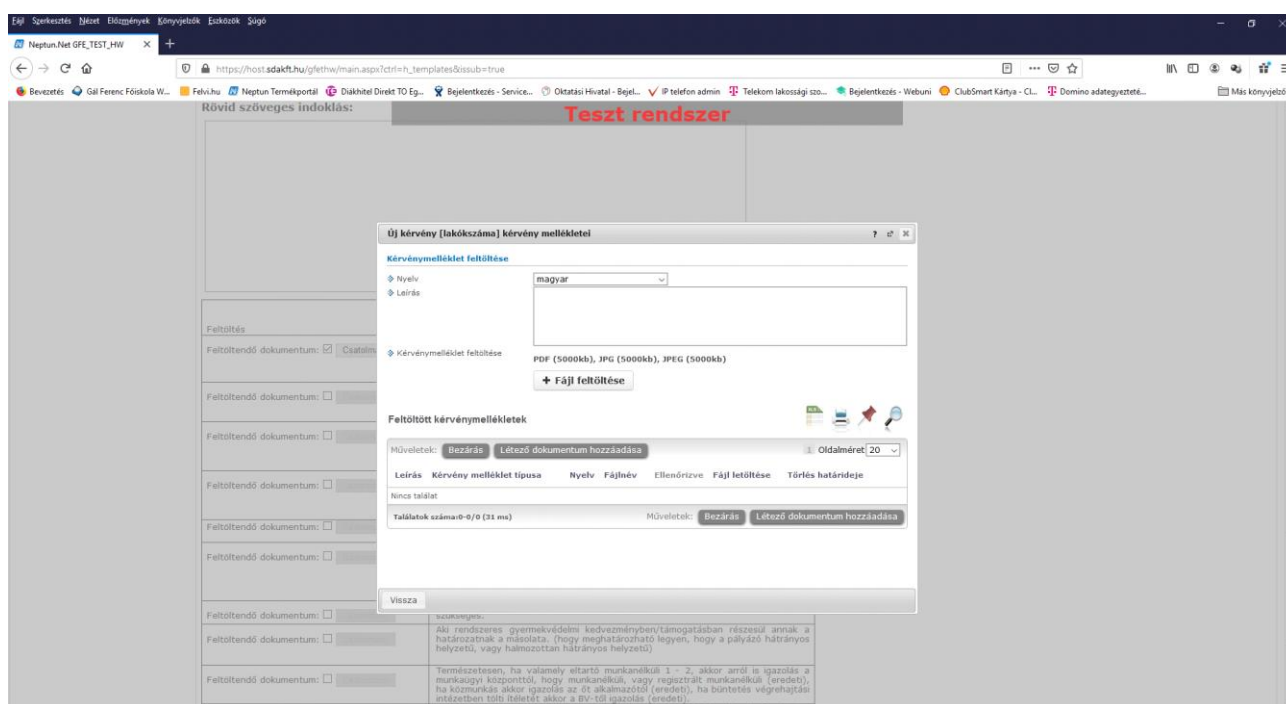 Fájl Szerkesztés Nézet Előzmények Könyvjelzők Eszközök Súgó
Neptun.Net GFE_TEST_HW
https://host.sdakft.hu/gfethw/main.aspx?ctrl=h_templates&issub=true
Bevezetés Gál Ferenc Főiskola W... Felvi.hu Neptun Termékportál Diákhitel Direkt TO Eg... Bejelentkezés - Service... Oktatási Hivatal - Bejel... IP telefon admin Telekom lakossági szo... Bejelentkezés - Webuni ClubSmart Kártya - Cl... Domino adategyezteté... Más könyvjelző
Rövid szöveges indoklás:
Teszt rendszer
Új kérvény [lakókszáma] kérvény mellékletei
Kérvénymelléklet feltöltése
Nyelv magyar
Leírás
Kérvénymelléklet feltöltése PDF (5000kb), JPG (5000kb), JPEG (5000kb)
+ Fájl feltöltése
Feltöltött kérvénymellékletek
Műveletek: Bezárás Létező dokumentum hozzáadása 1 Oldalméret 20
Leírás Kérvény melléklet típusa Nyelv Fájlnév Ellenőrizve Fájl letöltése Törlés határideje
Nincs találat
Találatok száma:0-0/0 (31 ms) Műveletek: Bezárás Létező dokumentum hozzáadása
Vissza
Feltöltés
Feltöltendő dokumentum: Csatolm
Feltöltendő dokumentum:
Feltöltendő dokumentum:
Feltöltendő dokumentum:
Feltöltendő dokumentum:
Feltöltendő dokumentum:
Feltöltendő dokumentum: szükséges.
Feltöltendő dokumentum:
Aki rendszeres gyermekvédelmi kedvezményben/támogatásban részesül annak a
határozatnak a másolata. (hogy meghatározható legyen, hogy a pályázó hátrányos
helyzetű, vagy halmozottan hátrányos helyzetű)
Feltöltendő dokumentum:
Természetesen, ha valamely eltartó munkanélküli 1 - 2, akkor arról is igazolás a
munkaügyi központtól, hogy munkanélküli, vagy regisztrált munkanélküli (eredeti),
ha közmunkás akkor igazolás az őt alkalmazótól (eredeti), ha büntetés végrehajtási
intézetben tölti ítéletét akkor a BV-től igazolás (eredeti).